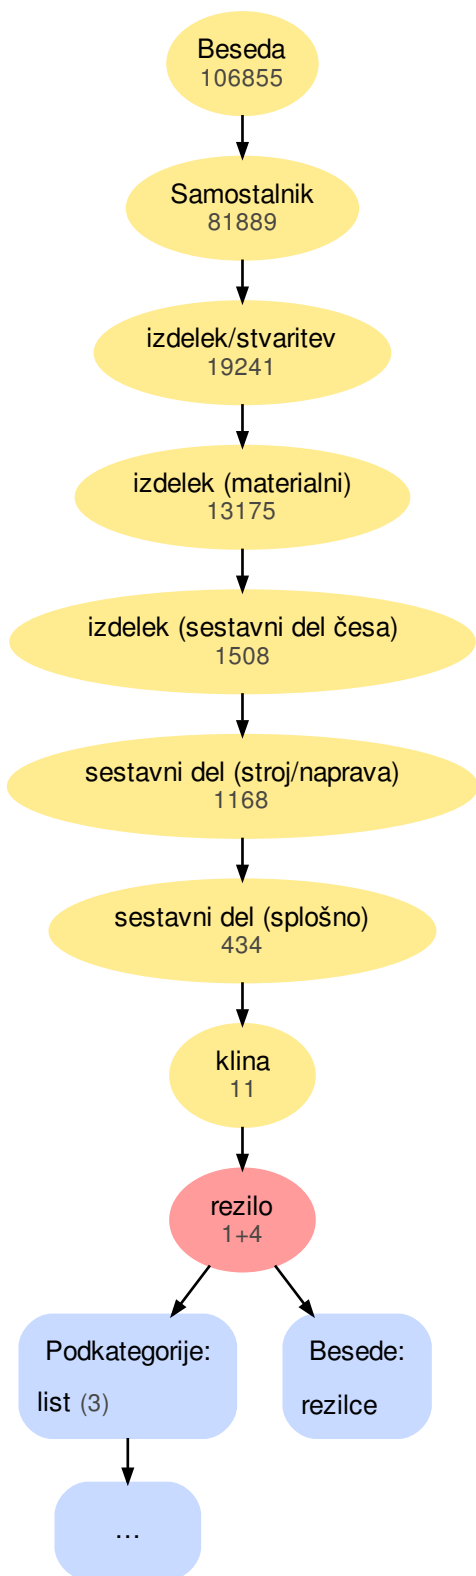 Beseda
106855
Samostalnik
81889
izdelek/stvaritev
19241
izdelek (materialni)
13175
izdelek (sestavni del česa)
1508
sestavni del (stroj/naprava)
1168
sestavni del (splošno)
434
klina
11
rezilo
1+4
Podkategorije:
list (3)
Besede:
rezilce
...